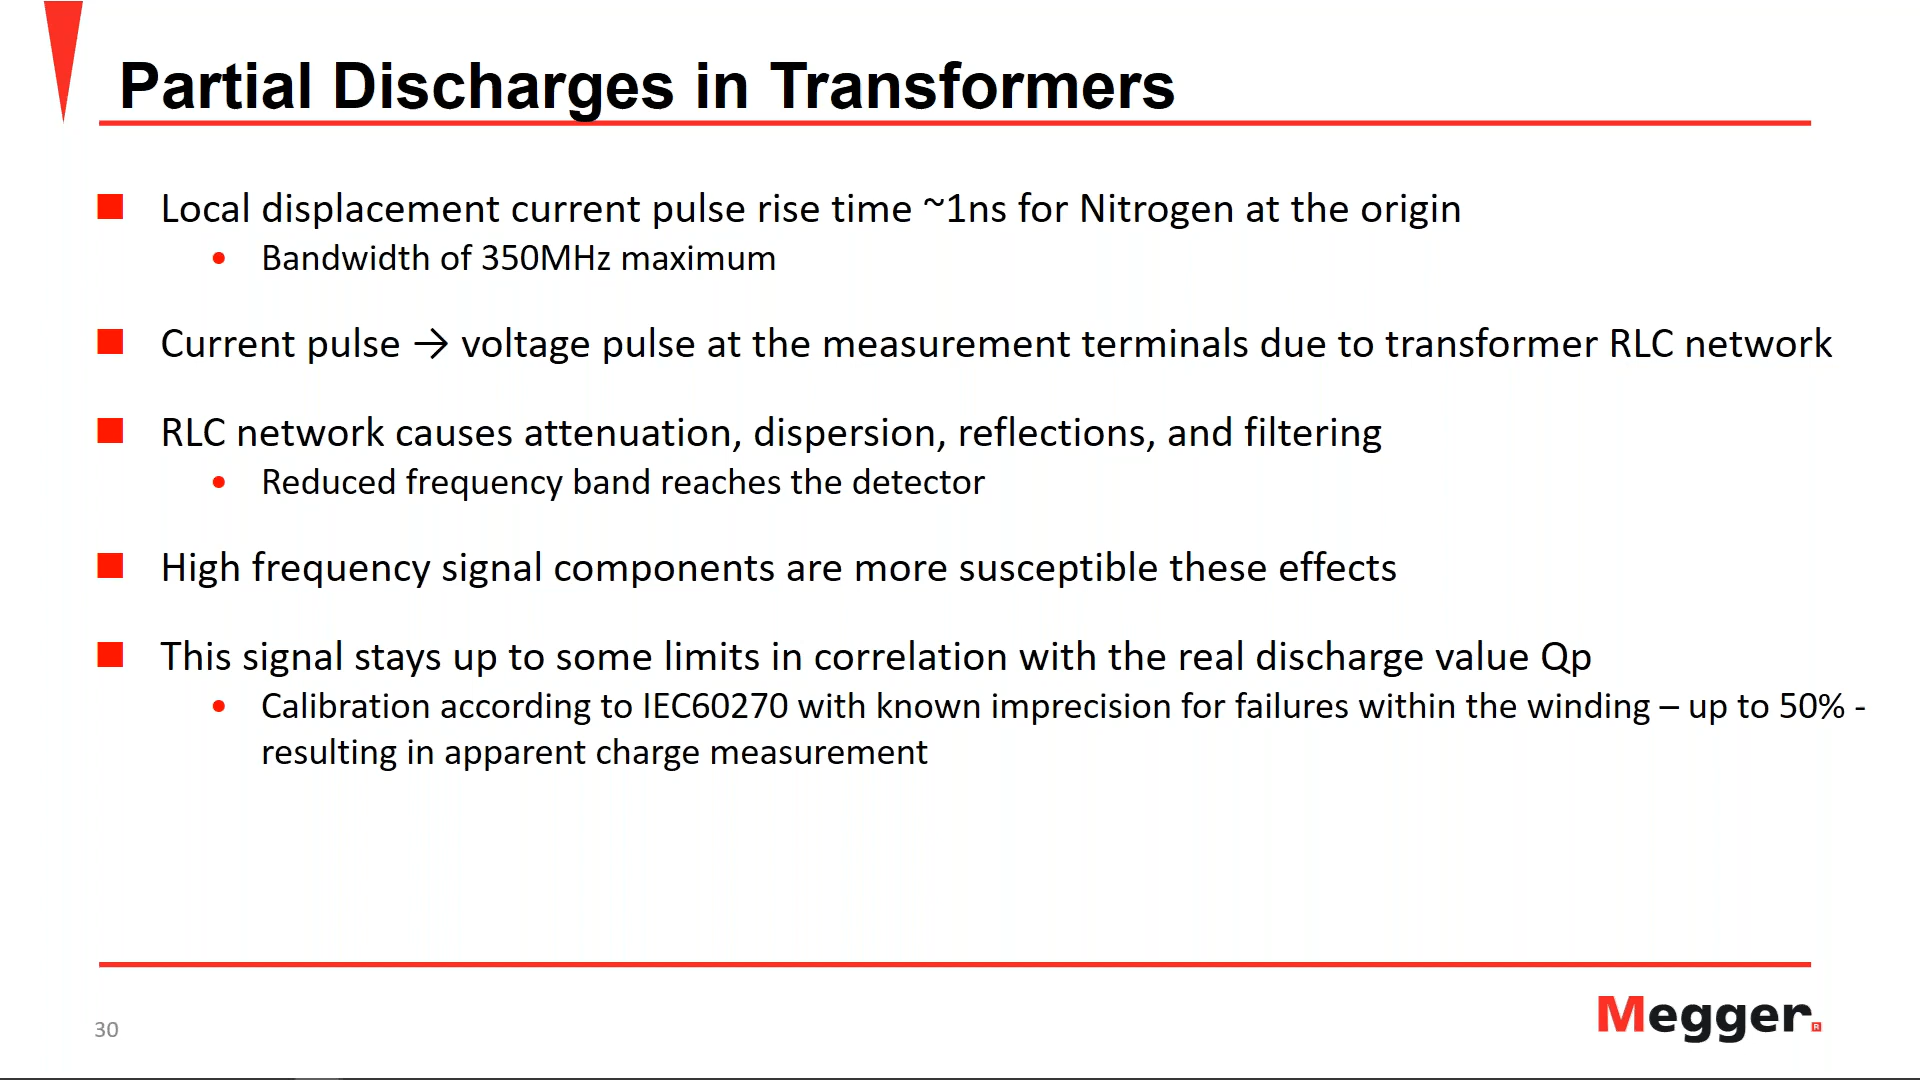 Partial Discharges in Transformers
Local displacement current pulse rise time ~1ns for Nitrogen at the origin
• Bandwidth of 350MHz maximum
Current pulse → voltage pulse at the measurement terminals due to transformer RLC network
RLC network causes attenuation, dispersion, reflections, and filtering
• Reduced frequency band reaches the detector
High frequency signal components are more susceptible these effects
This signal stays up to some limits in correlation with the real discharge value Qp
• Calibration according to IEC60270 with known imprecision for failures within the winding – up to 50% -
resulting in apparent charge measurement
30
Megger®